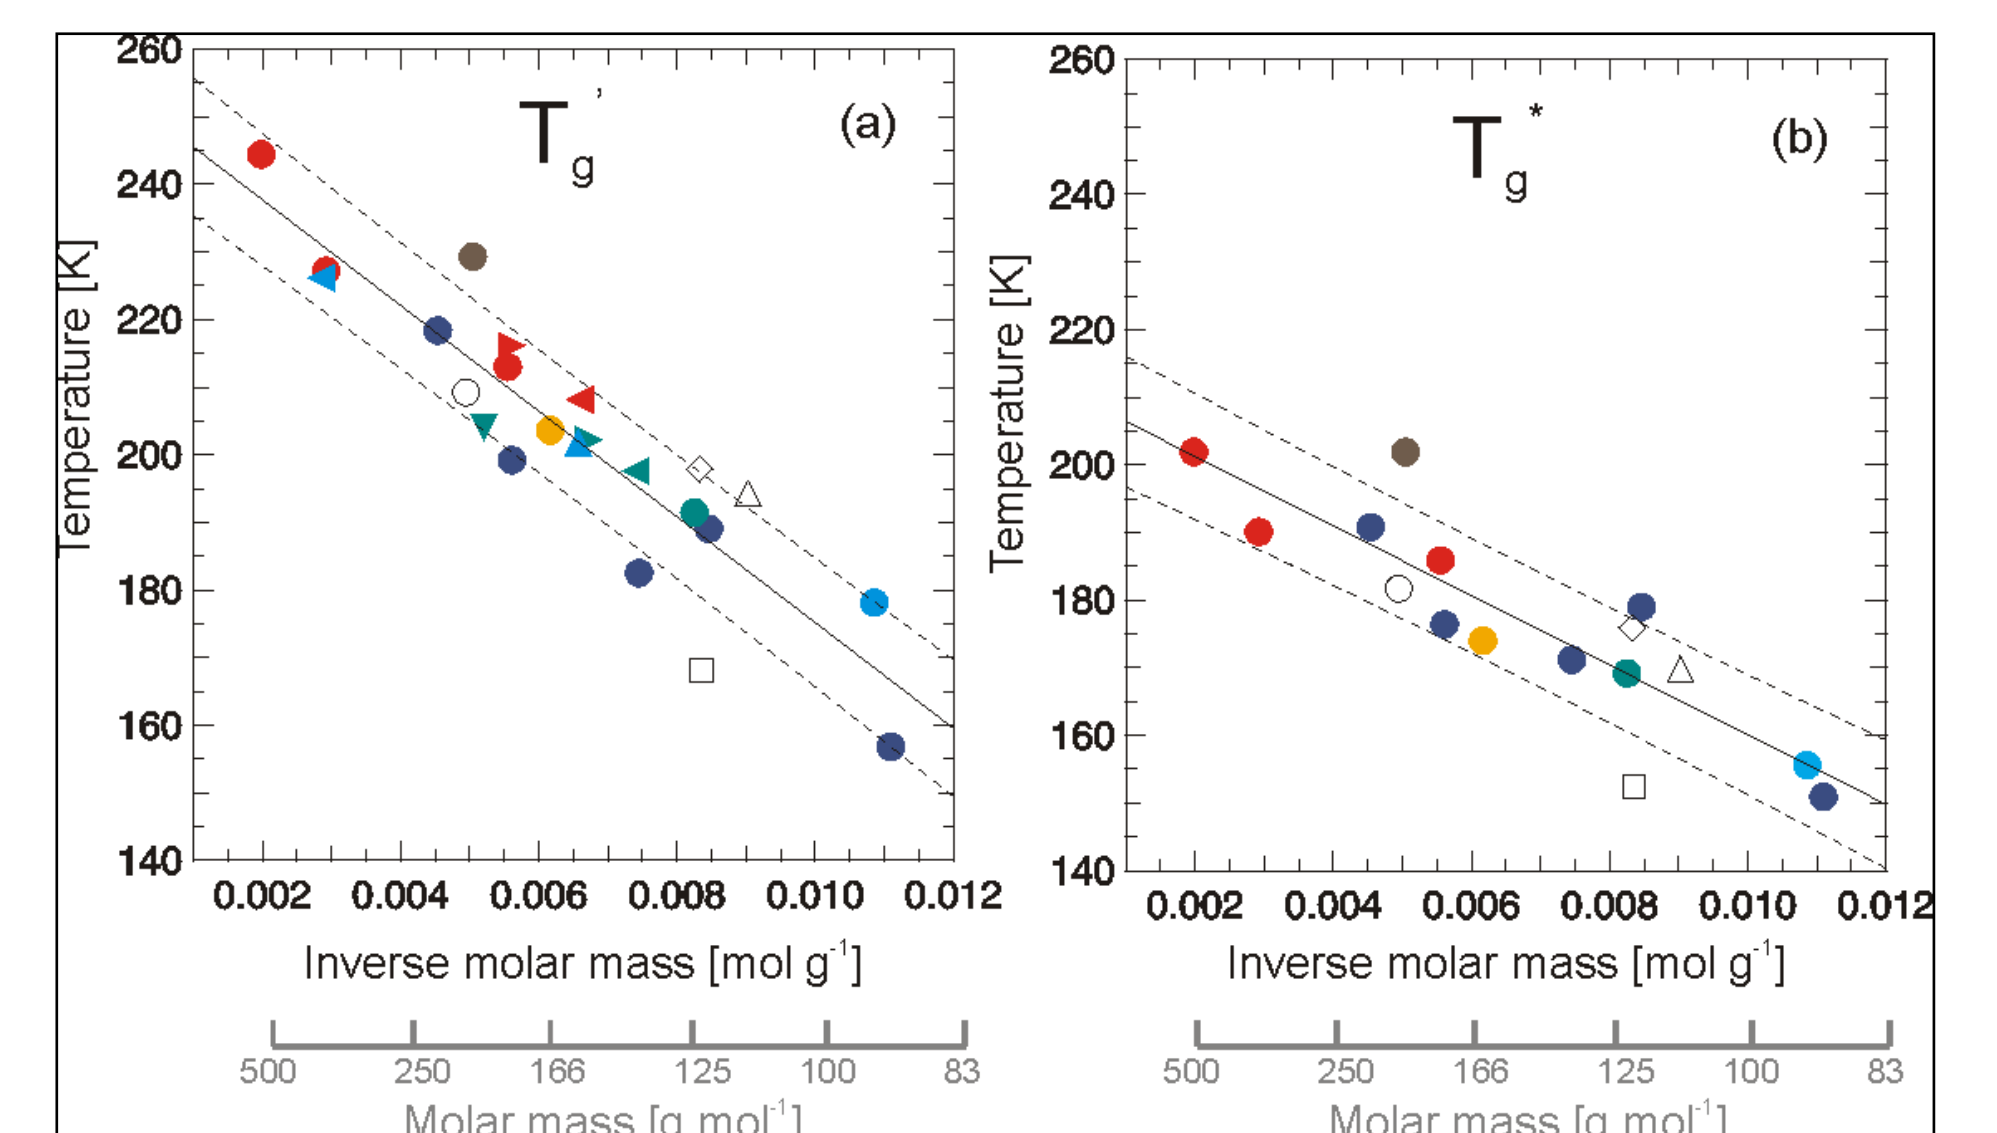 260
240
220
200
180
160
140
Temperature [K]
T g ’
(a)
0.002 0.004 0.006 0.008 0.010 0.012
Inverse molar mass [mol g-1]
500 250 166 125 100 83
Molar mass [g mol-1]
260
240
220
200
180
160
140
Temperature [K]
T g *
(b)
0.002 0.004 0.006 0.008 0.010 0.012
Inverse molar mass [mol g-1]
500 250 166 125 100 83
Molar mass [g mol-1]